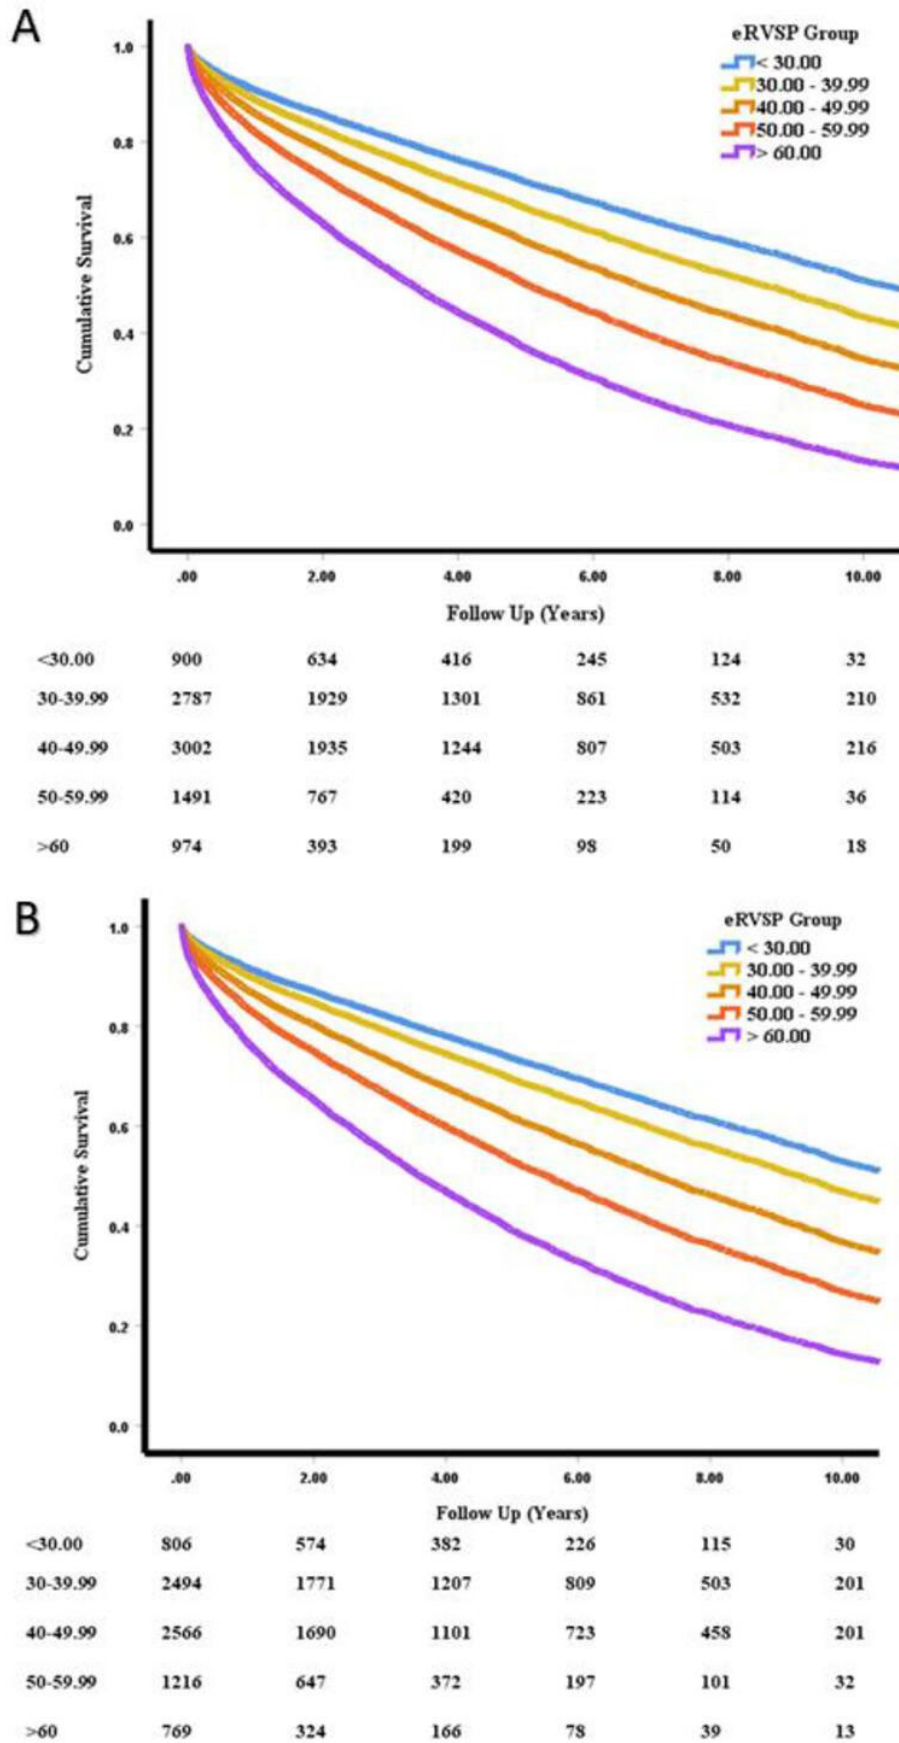 A
eRVSP Group
< 30.00
30.00 - 39.99
40.00 - 49.99
50.00 - 59.99
> 60.00
1.0
0.8
0.6
0.4
0.2
0.0
Cumulative Survival
.00 2.00 4.00 6.00 8.00 10.00
Follow Up (Years)
<30.00 900 634 416 245 124 32
30-39.99 2787 1929 1301 861 532 210
40-49.99 3002 1935 1244 807 503 216
50-59.99 1491 767 420 223 114 36
>60 974 393 199 98 50 18
B
eRVSP Group
< 30.00
30.00 - 39.99
40.00 - 49.99
50.00 - 59.99
> 60.00
1.0
0.8
0.6
0.4
0.2
0.0
Cumulative Survival
.00 2.00 4.00 6.00 8.00 10.00
Follow Up (Years)
<30.00 806 574 382 226 115 30
30-39.99 2494 1771 1207 809 503 201
40-49.99 2566 1690 1101 723 458 201
50-59.99 1216 647 372 197 101 32
>60 769 324 166 78 39 13